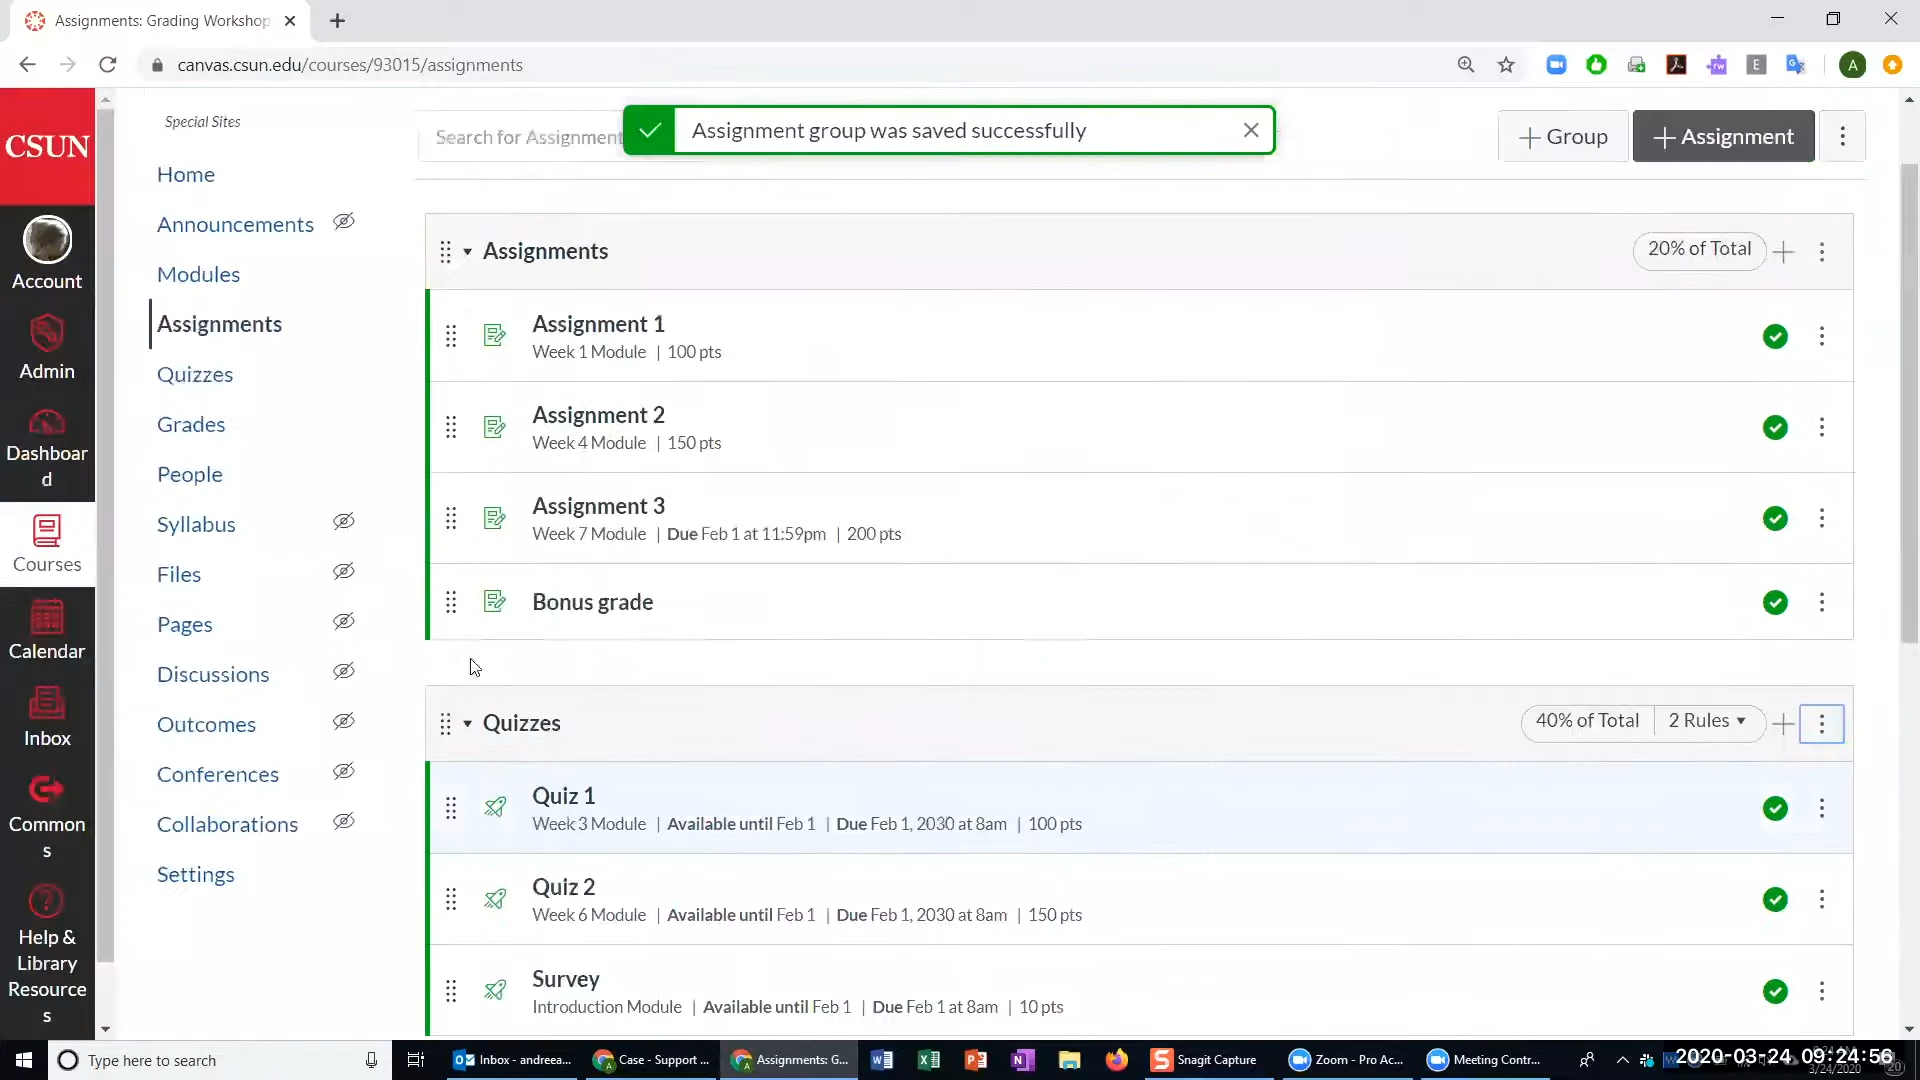 Assignments: Grading Workshop
canvas.csun.edu/courses/93015/assignments
A
CSUN
Account
Admin
Dashboar
d
Courses
Calendar
Inbox
Common
s
Help &
Library
Resource
s
Special Sites
Home
Announcements
Modules
Assignments
Quizzes
Grades
People
Syllabus
Files
Pages
Discussions
Outcomes
Conferences
Collaborations
Settings
Search for Assignment
Assignment group was saved successfully
+ Group
+ Assignment
Assignments
20% of Total
Assignment 1
Week 1 Module | 100 pts
Assignment 2
Week 4 Module | 150 pts
Assignment 3
Week 7 Module | Due Feb 1 at 11:59pm | 200 pts
Bonus grade
Quizzes
40% of Total 2 Rules
Quiz 1
Week 3 Module | Available until Feb 1 | Due Feb 1, 2030 at 8am | 100 pts
Quiz 2
Week 6 Module | Available until Feb 1 | Due Feb 1, 2030 at 8am | 150 pts
Survey
Introduction Module | Available until Feb 1 | Due Feb 1 at 8am | 10 pts
Type here to search
Inbox - andreea...
Case - Support ...
Assignments: G...
Snagit Capture
Zoom - Pro Ac...
Meeting Contr...
2020-03-24 09:24:56
3/24/2020
20